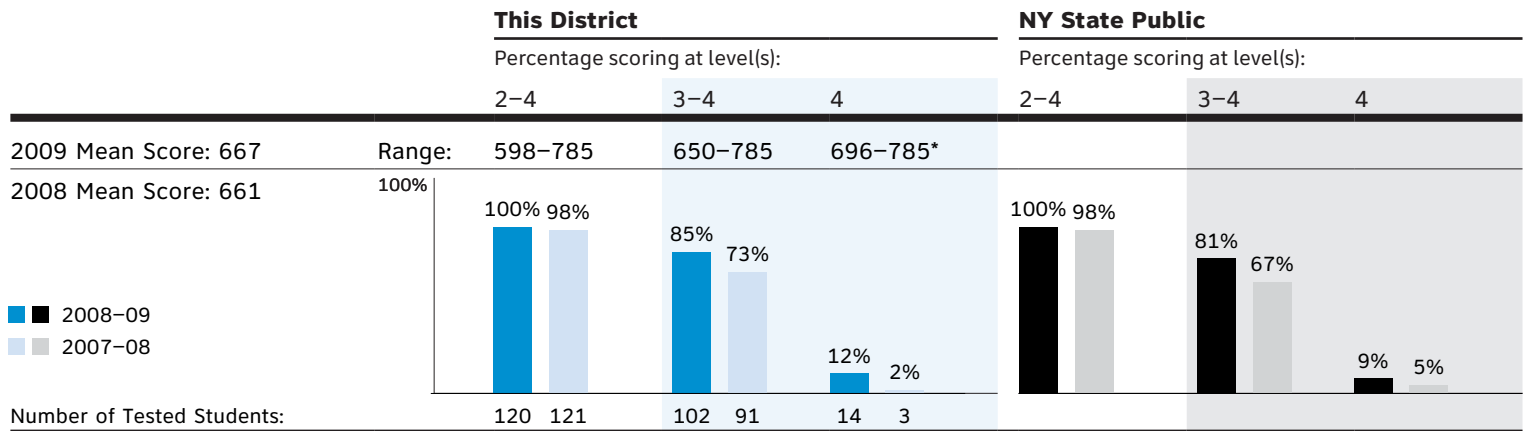 This District NY State Public
Percentage scoring at level(s): Percentage scoring at level(s):
2–4 3–4 4 2–4 3–4 4
2009 Mean Score: 667 Range: 598–785 650–785 696–785*
2008 Mean Score: 661 100%
100% 98% 85% 73% 12% 2% 100% 98% 81% 67% 9% 5%
2008–09
2007–08
Number of Tested Students: 120 121 102 91 14 3